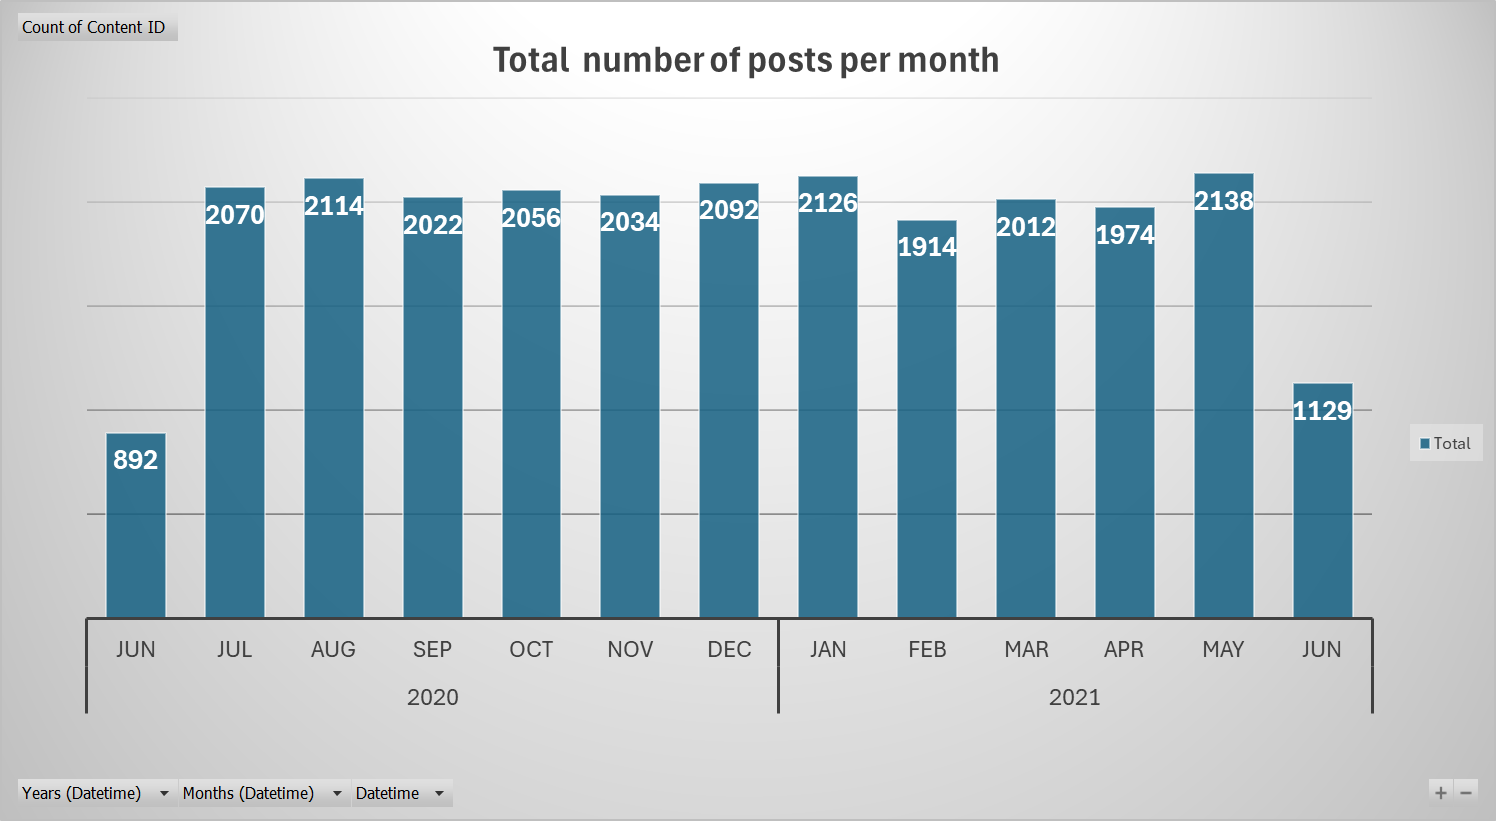 Count of Content ID
Total  number of posts per month
2070 2114 2022 2056 2034 2092 2126 1914 2012 1974 2138
892 1129
Total
JUN JUL AUG SEP OCT NOV DEC JAN FEB MAR APR MAY JUN
2020 2021
Years (Datetime) Months (Datetime) Datetime + −